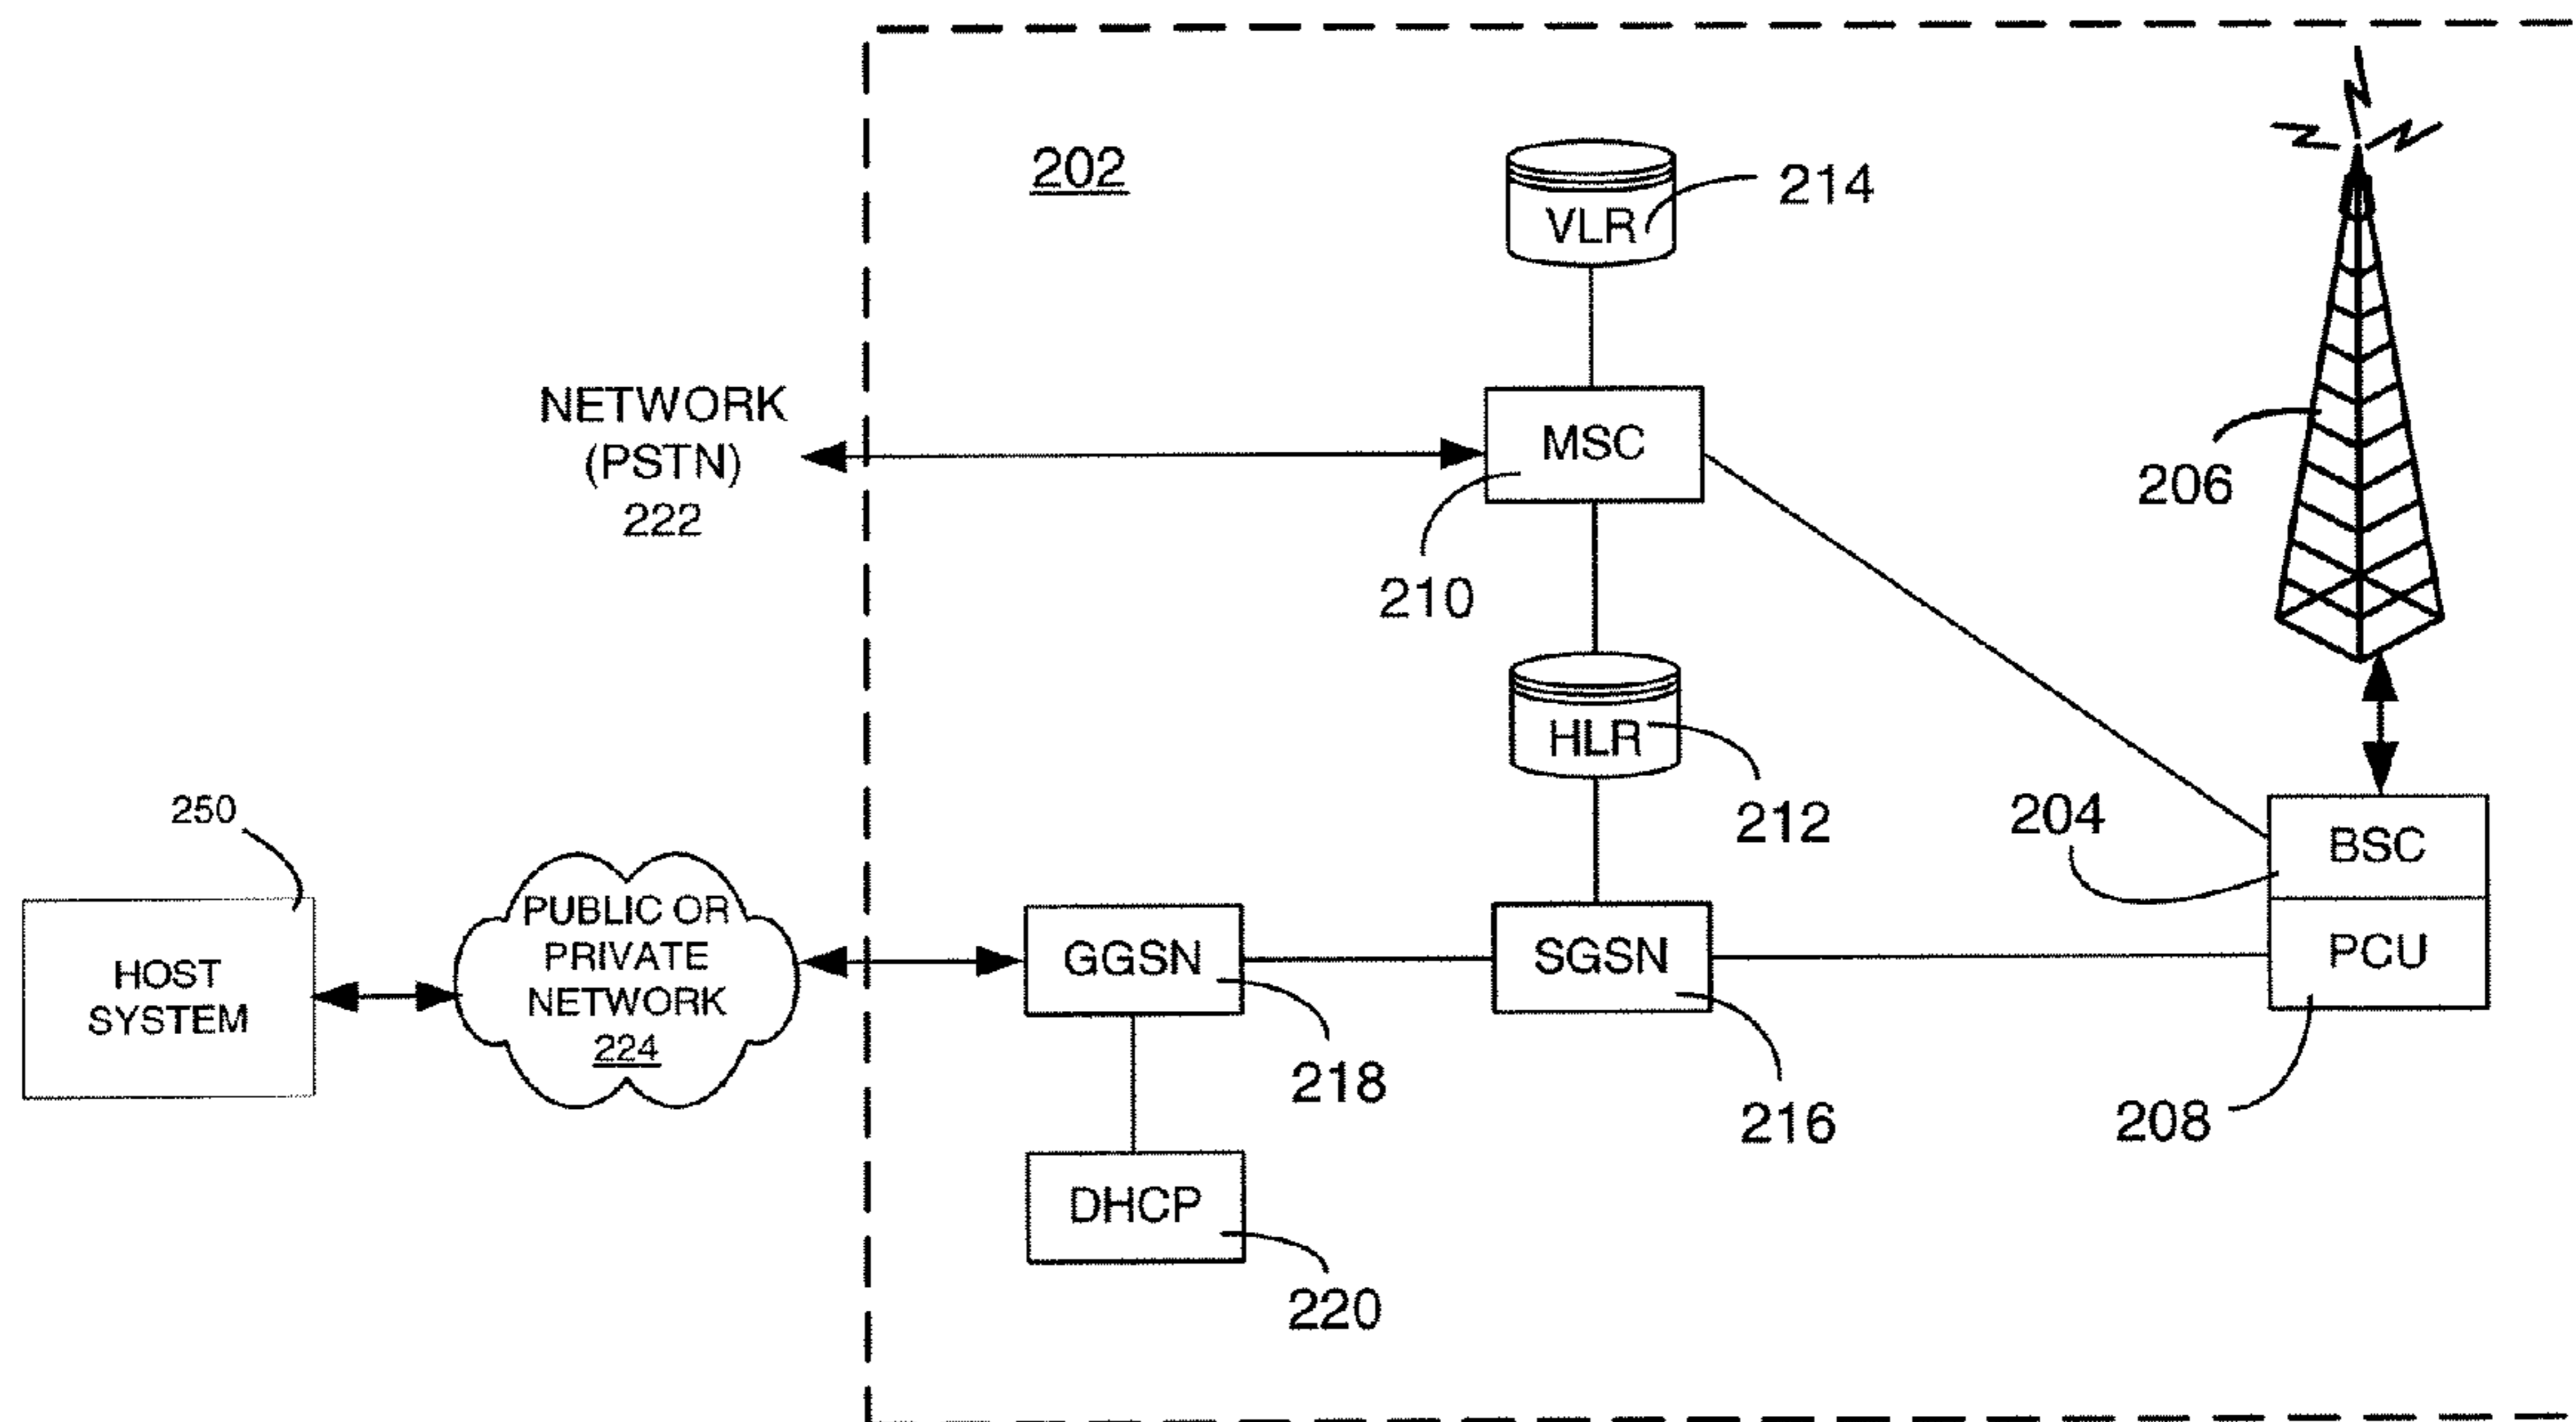 202
VLR
214
NETWORK
(PSTN)
222
MSC
210
206
HLR
212
250
HOST
SYSTEM
PUBLIC OR
PRIVATE
NETWORK
224
GGSN
218
SGSN
216
204
BSC
PCU
208
DHCP
220